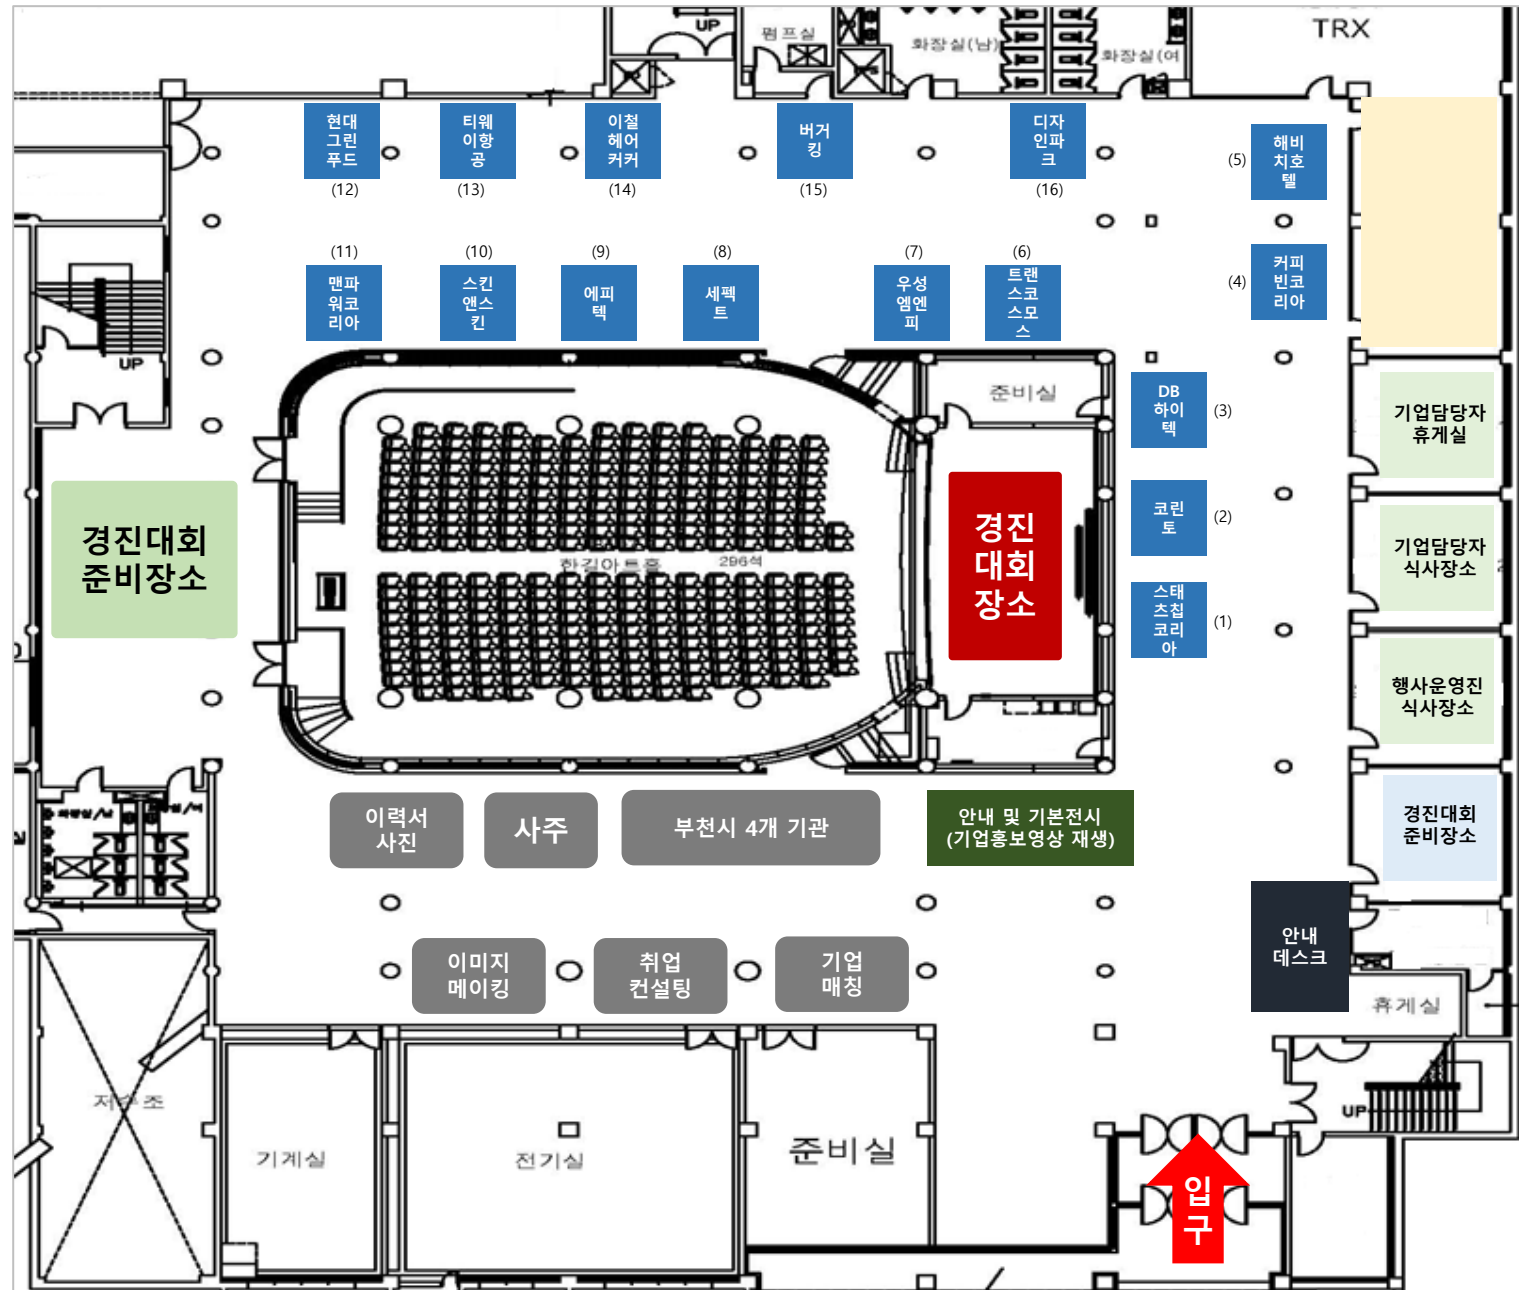 UP
펌프실
화장실(남)
화장실(여
TRX
현대
그린
푸드
(12)
티웨
이항
공
(13)
이철
헤어
커커
(14)
버거
킹
(15)
디자
인파
크
(16)
(5)
해비
치호
텔
(11)
맨파
워코
리아
(10)
스킨
앤스
킨
(9)
에피
텍
(8)
세펙
트
(7)
우성
엠엔
피
(6)
트랜
스코
스모
스
(4)
커피
빈코
리아
UP
준비실
DB
하이
텍
(3)
기업담당자
휴게실
경진대회
준비장소
한길아트홀
296석
경진
대회
장소
코린
토
(2)
기업담당자
식사장소
스태
츠칩
코리
아
(1)
행사운영진
식사장소
이력서
사진
사주
부천시 4개 기관
안내 및 기본전시
(기업홍보영상 재생)
경진대회
준비장소
이미지
메이킹
취업
컨설팅
기업
매칭
안내
데스크
휴게실
저수조
기계실
전기실
준비실
UP
입
구